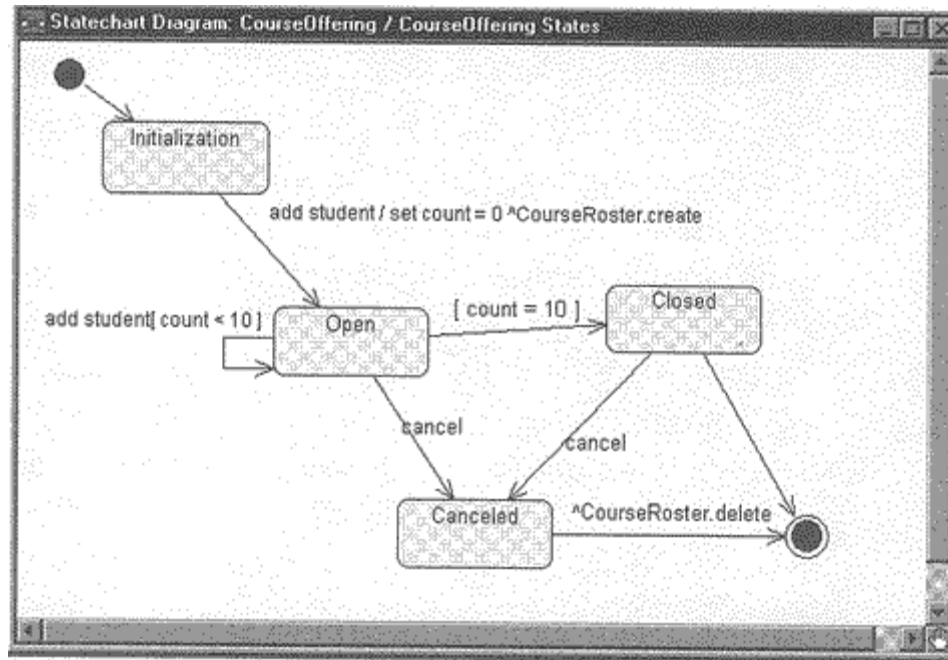 Statechart Diagram: CourseOffering / CourseOffering States
Initialization
add student / set count = 0 ^CourseRoster.create
add student[ count < 10 ]
Open
[ count = 10 ]
Closed
cancel
cancel
Canceled
^CourseRoster.delete